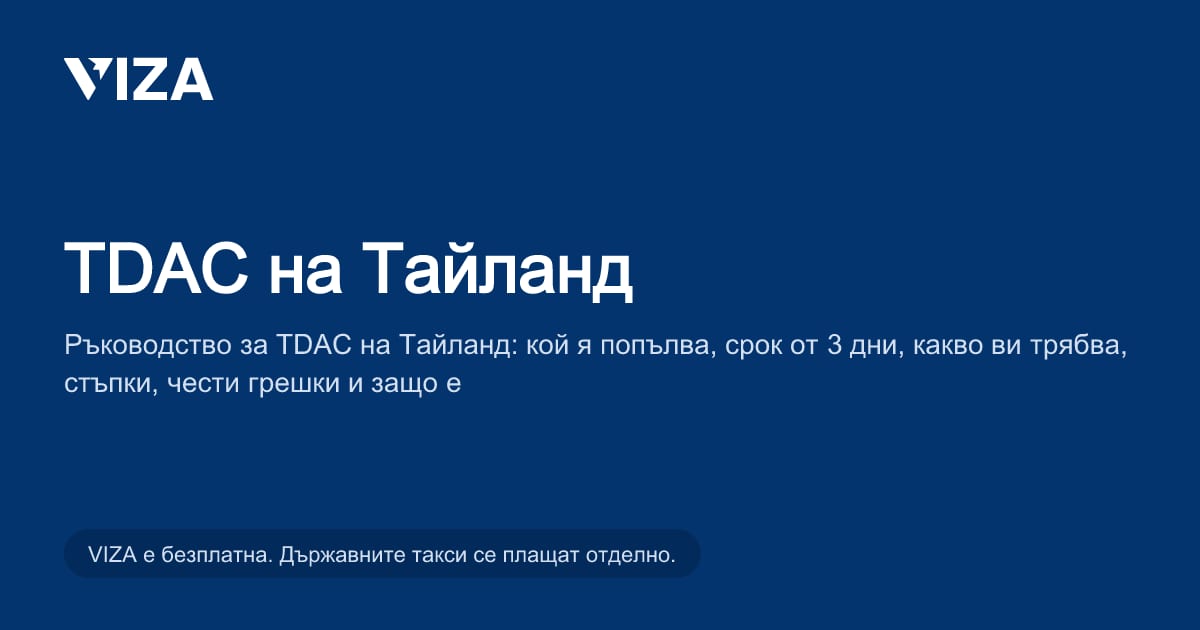 VIZA
TDAC на Тайланд
Ръководство за TDAC на Тайланд: кой я попълва, срок от 3 дни, какво ви трябва,
стъпки, чести грешки и защо е
VIZA е безплатна. Държавните такси се плащат отделно.